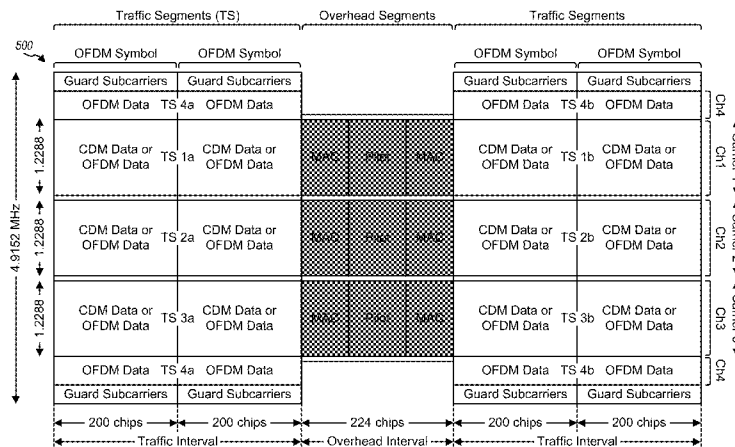 Traffic Segments (TS) Overhead Segments Traffic Segments
500 OFDM Symbol OFDM Symbol OFDM Symbol OFDM Symbol
Guard Subcarriers Guard Subcarriers Guard Subcarriers Guard Subcarriers
OFDM Data TS 4a OFDM Data OFDM Data TS 4b OFDM Data Ch4
CDM Data or OFDM Data TS 1a CDM Data or OFDM Data MAC Pilot MAC CDM Data or OFDM Data TS 1b CDM Data or OFDM Data Ch1
1.2288
CDM Data or OFDM Data TS 2a CDM Data or OFDM Data MAC Pilot MAC CDM Data or OFDM Data TS 2b CDM Data or OFDM Data Ch2
1.2288
4.9152 MHz
CDM Data or OFDM Data TS 3a CDM Data or OFDM Data MAC Pilot MAC CDM Data or OFDM Data TS 3b CDM Data or OFDM Data Ch3
1.2288
OFDM Data TS 4a OFDM Data OFDM Data TS 4b OFDM Data Ch4
Guard Subcarriers Guard Subcarriers Guard Subcarriers Guard Subcarriers
200 chips 200 chips 224 chips 200 chips 200 chips
Traffic Interval Overhead Interval Traffic Interval